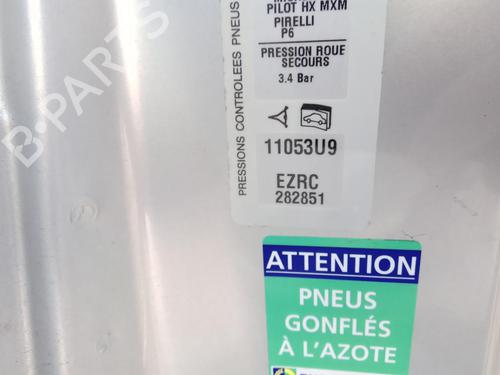 PILOT HX MXM
PIRELLI
P6
PRESSION ROUE
SECOURS
3.4 Bar
PRESSIONS CONTROLEES PNEUS
11053U9
EZRC
282851
ATTENTION
PNEUS
GONFLÉS
À L'AZOTE
B-PARTS